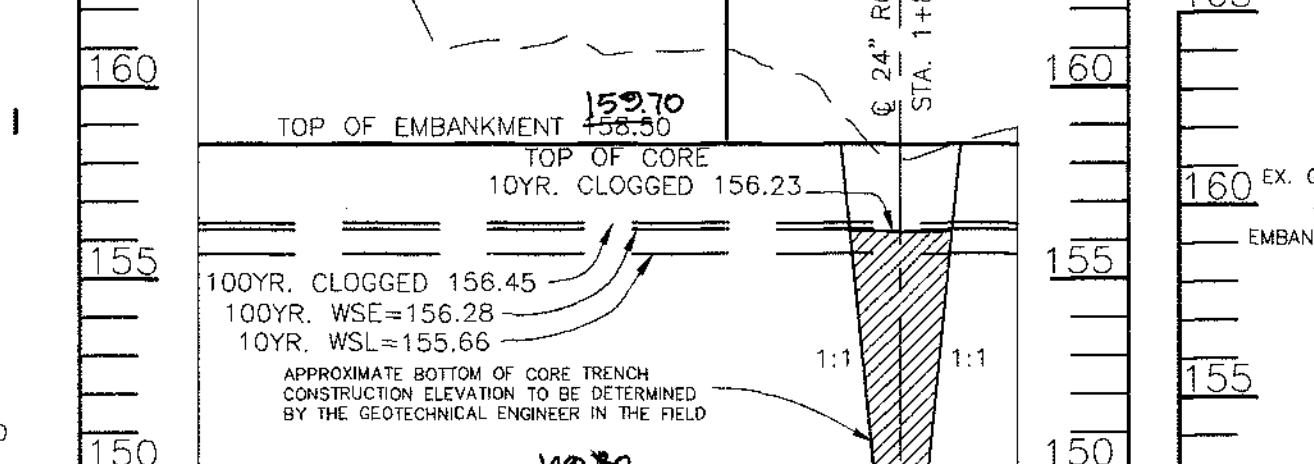 160
159.70
TOP OF EMBANKMENT 158.50
TOP OF CORE
10YR. CLOGGED 156.23
155
100YR. CLOGGED 156.45
100YR. WSE=156.28
10YR. WSL=155.66
APPROXIMATE BOTTOM OF CORE TRENCH
CONSTRUCTION ELEVATION TO BE DETERMINED
BY THE GEOTECHNICAL ENGINEER IN THE FIELD
150
℄ 24"
STA. 1+
1:1
1:1
160
155
150
160 EX.
EMBAN
155